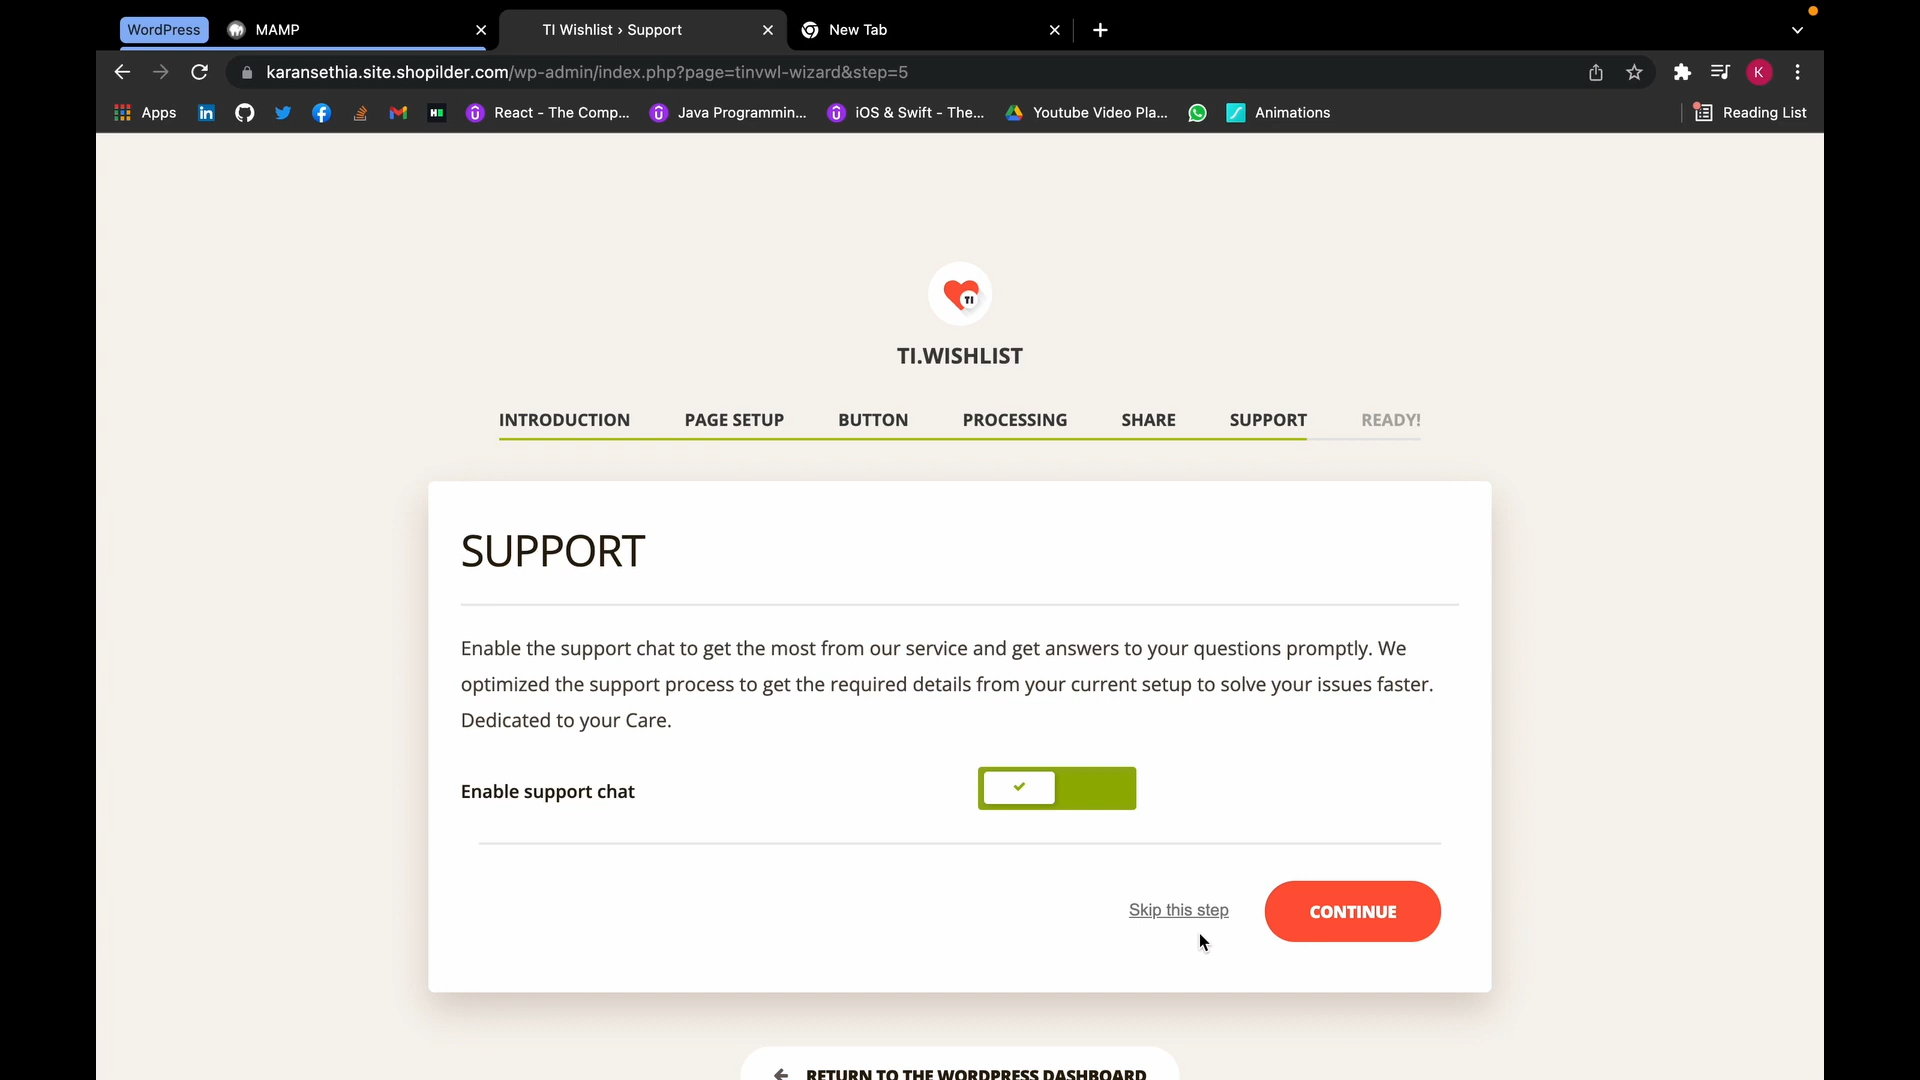 WordPress
MAMP
TI Wishlist › Support
New Tab
karansethia.site.shopilder.com/wp-admin/index.php?page=tinvwl-wizard&step=5
K
Apps
React - The Comp...
Java Programmin...
iOS & Swift - The...
Youtube Video Pla...
Animations
Reading List
TI
TI.WISHLIST
INTRODUCTION PAGE SETUP BUTTON PROCESSING SHARE SUPPORT READY!
SUPPORT
Enable the support chat to get the most from our service and get answers to your questions promptly. We
optimized the support process to get the required details from your current setup to solve your issues faster.
Dedicated to your Care.
Enable support chat
Skip this step
CONTINUE
RETURN TO THE WORDPRESS DASHBOARD